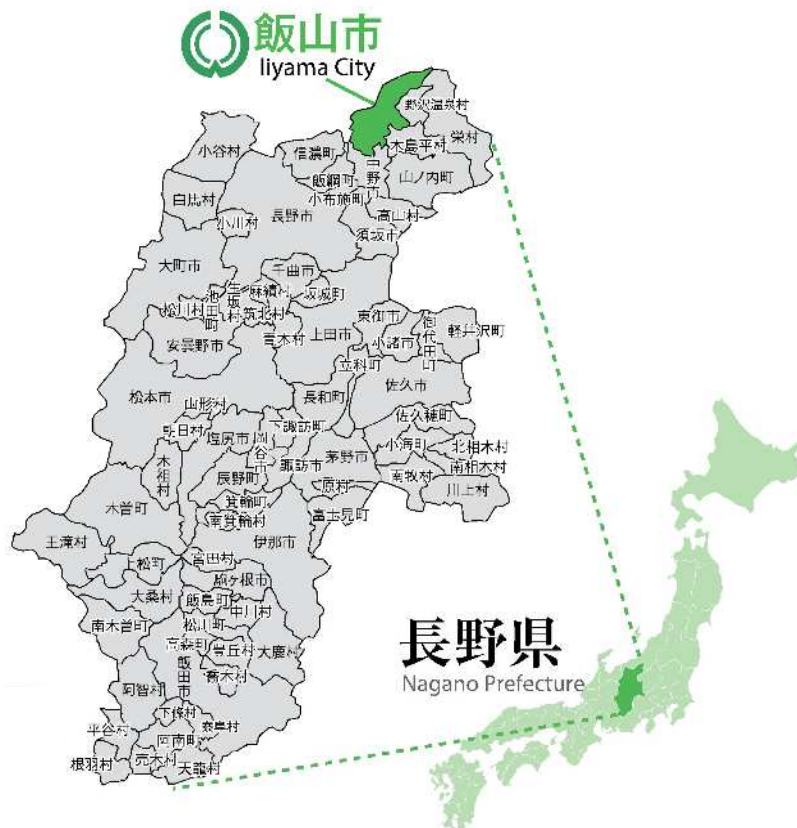 飯山市
Iiyama City
野沢温泉村
栄村
木島平村
小谷村
信濃町
中野市
飯綱町
山ノ内町
白馬村
小布施町
高山村
長野市
小川村
須坂市
大町市
千曲市
生坂村
麻績村
坂城町
池田町
松川村
筑北村
東御市
御代田町
軽井沢町
上田市
小諸市
青木村
安曇野市
立科町
佐久市
松本市
長和町
山形村
佐久穂町
下諏訪町
朝日村
塩尻市
岡谷市
小海町
北相木村
諏訪市
茅野市
南相木村
木祖村
辰野町
南牧村
原村
川上村
箕輪町
木曽町
富士見町
南箕輪村
伊那市
王滝村
宮田村
上松町
駒ヶ根市
大桑村
飯島町
中川村
南木曽町
松川町
高森町
豊丘村
大鹿村
飯田市
喬木村
阿智村
下條村
泰阜村
平谷村
阿南町
売木村
根羽村
天龍村
長野県
Nagano Prefecture